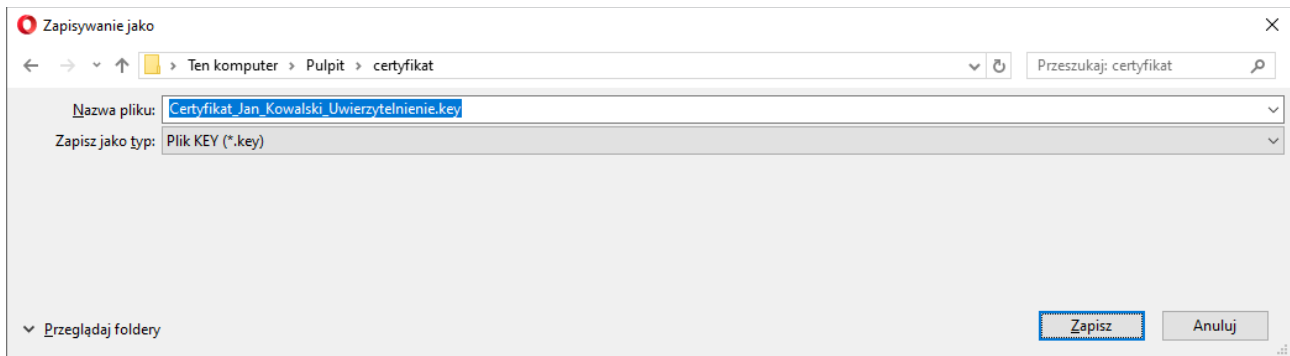 Zapisywanie jako
Ten komputer > Pulpit > certyfikat
Przeszukaj: certyfikat
Nazwa pliku: Certyfikat_Jan_Kowalski_Uwierzytelnienie.key
Zapisz jako typ: Plik KEY (*.key)
Przeglądaj foldery
Zapisz
Anuluj